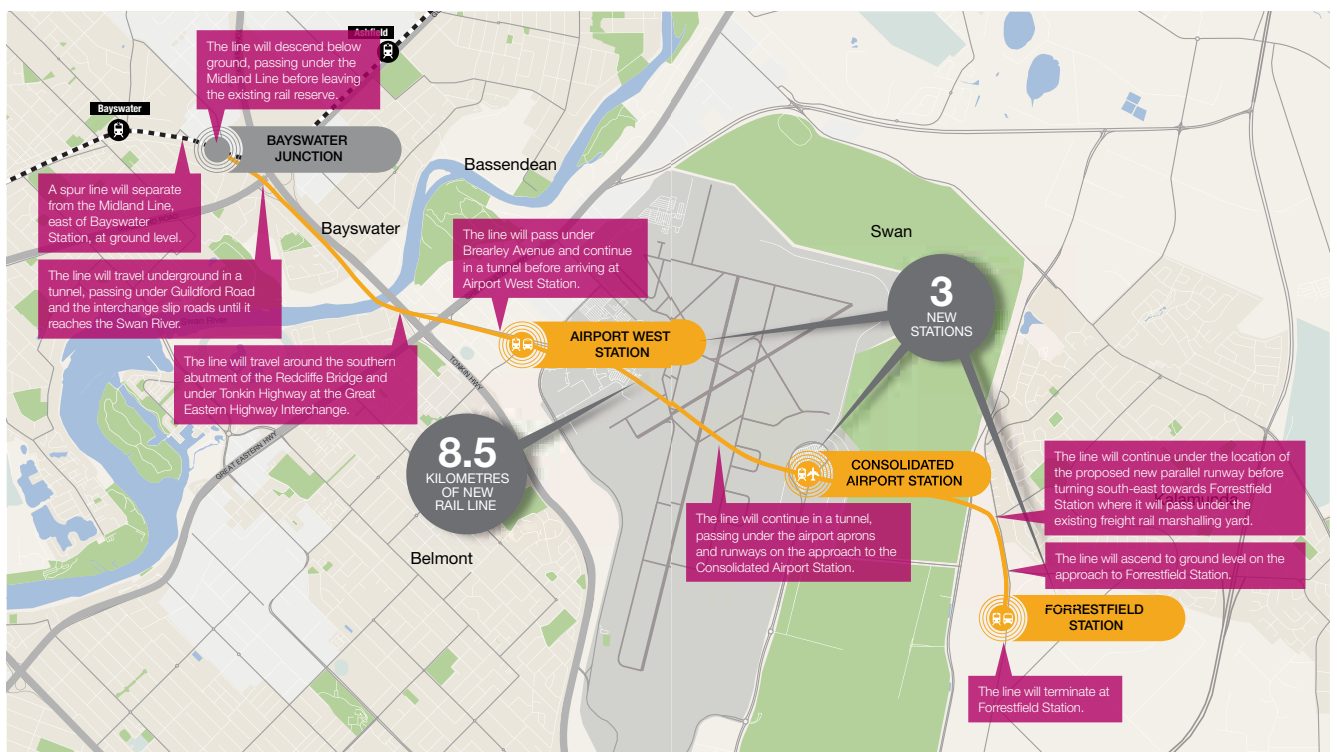 Ashfield
The line will descend below
ground, passing under the
Midland Line before leaving
the existing rail reserve.
Bayswater
BAYSWATER
JUNCTION
Bassendean
A spur line will separate
from the Midland Line,
east of Bayswater
Station, at ground level.
ROAD
Bayswater
The line will pass under
Brearley Avenue and continue
in a tunnel before arriving at
Airport West Station.
Swan
The line will travel underground in a
tunnel, passing under Guildford Road
and the interchange slip roads until it
reaches the Swan River.
Swan River
3
NEW
STATIONS
AIRPORT WEST
STATION
The line will travel around the southern
abutment of the Redcliffe Bridge and
under Tonkin Highway at the Great
Eastern Highway Interchange.
TONKIN HWY
GREAT EASTERN HWY
8.5
KILOMETRES
OF NEW
RAIL LINE
CONSOLIDATED
AIRPORT STATION
The line will continue under the location of
the proposed new parallel runway before
turning south-east towards Forrestfield
Station where it will pass under the
existing freight rail marshalling yard.
Kalamunda
The line will continue in a tunnel,
passing under the airport aprons
and runways on the approach to the
Consolidated Airport Station.
Belmont
The line will ascend to ground level on the
approach to Forrestfield Station.
FORRESTFIELD
STATION
The line will terminate at
Forrestfield Station.